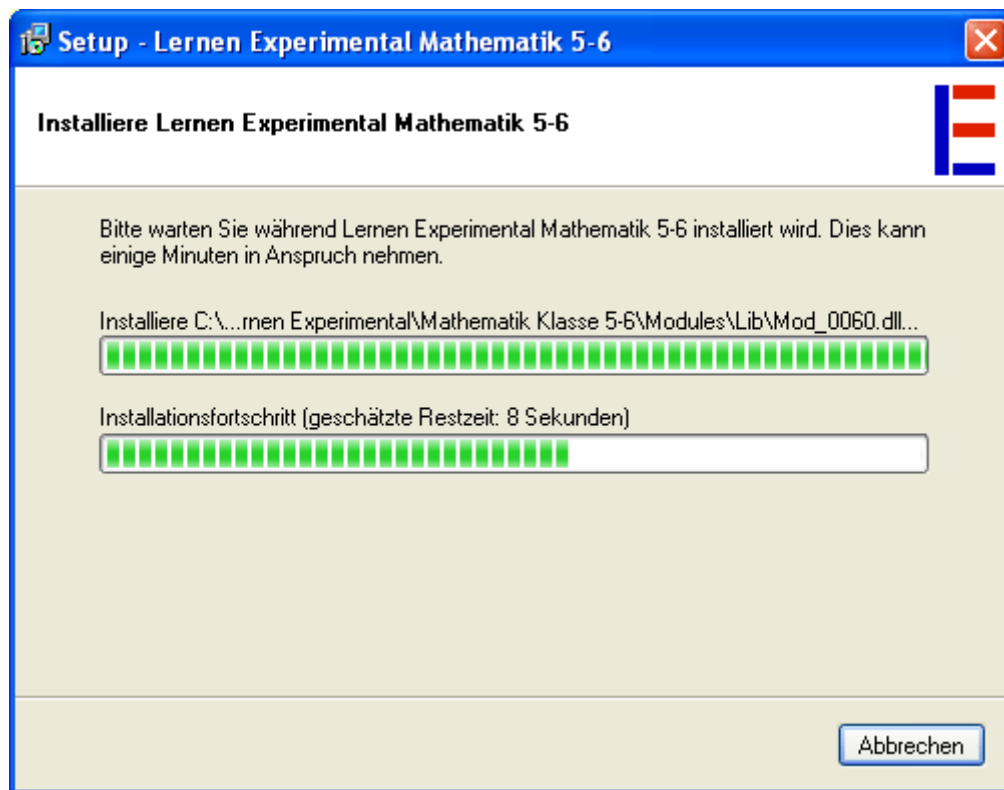 Setup - Lernen Experimental Mathematik 5-6
Installiere Lernen Experimental Mathematik 5-6
Bitte warten Sie während Lernen Experimental Mathematik 5-6 installiert wird. Dies kann
einige Minuten in Anspruch nehmen.
Installiere C:\...rnen Experimental\Mathematik Klasse 5-6\Modules\Lib\Mod_0060.dll...
Installationsfortschritt (geschätzte Restzeit: 8 Sekunden)
Abbrechen